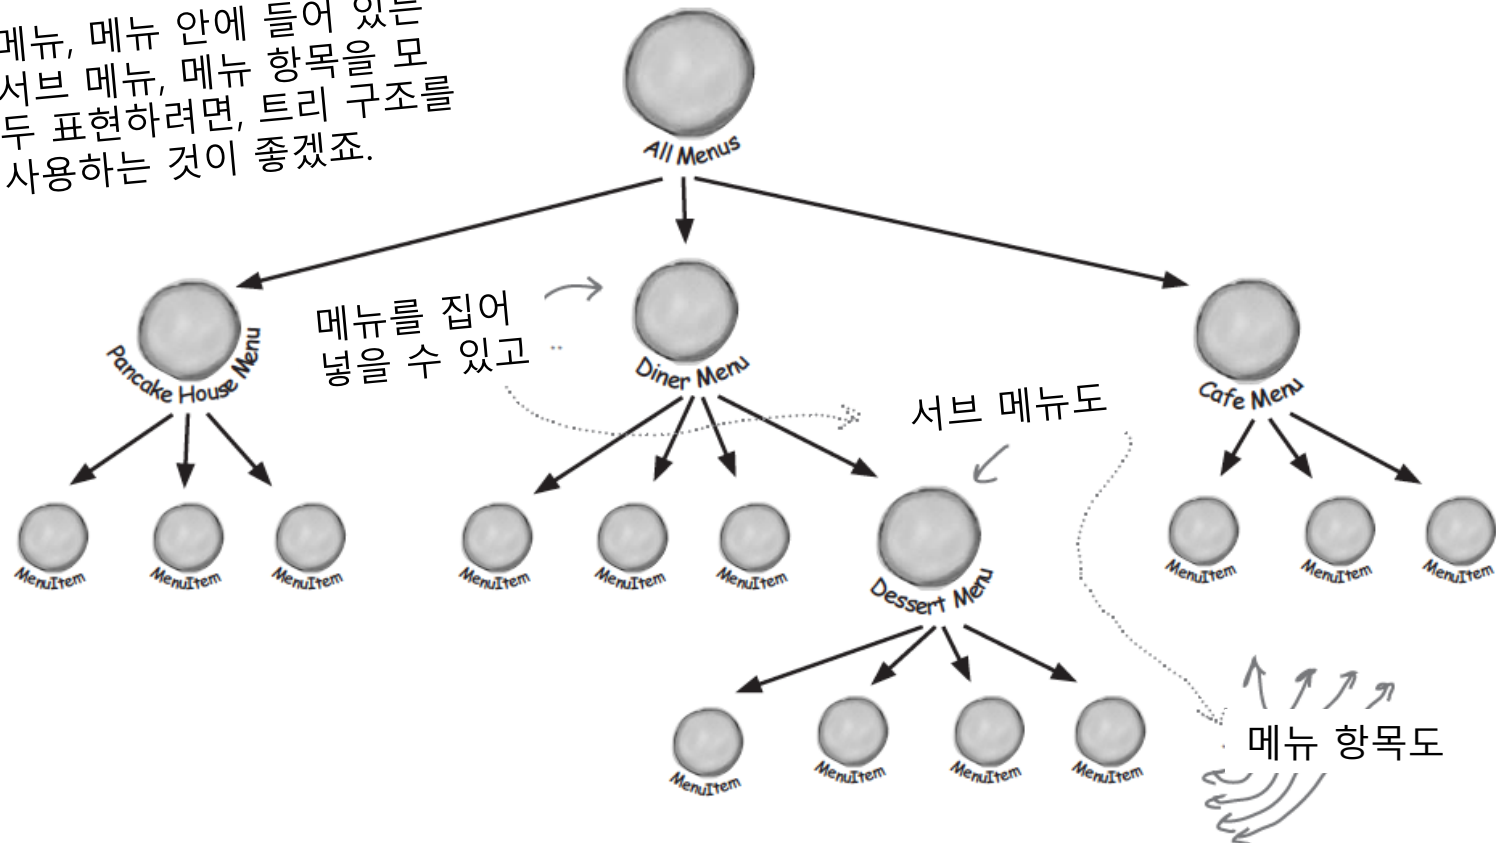 메뉴, 메뉴 안에 들어 있는
서브 메뉴, 메뉴 항목을 모
두 표현하려면, 트리 구조를
사용하는 것이 좋겠죠.
All Menus
메뉴를 집어
넣을 수 있고
Pancake House Menu
Diner Menu
서브 메뉴도
Cafe Menu
MenuItem
MenuItem
MenuItem
MenuItem
MenuItem
MenuItem
Dessert Menu
MenuItem
MenuItem
MenuItem
메뉴 항목도
MenuItem
MenuItem
MenuItem
MenuItem